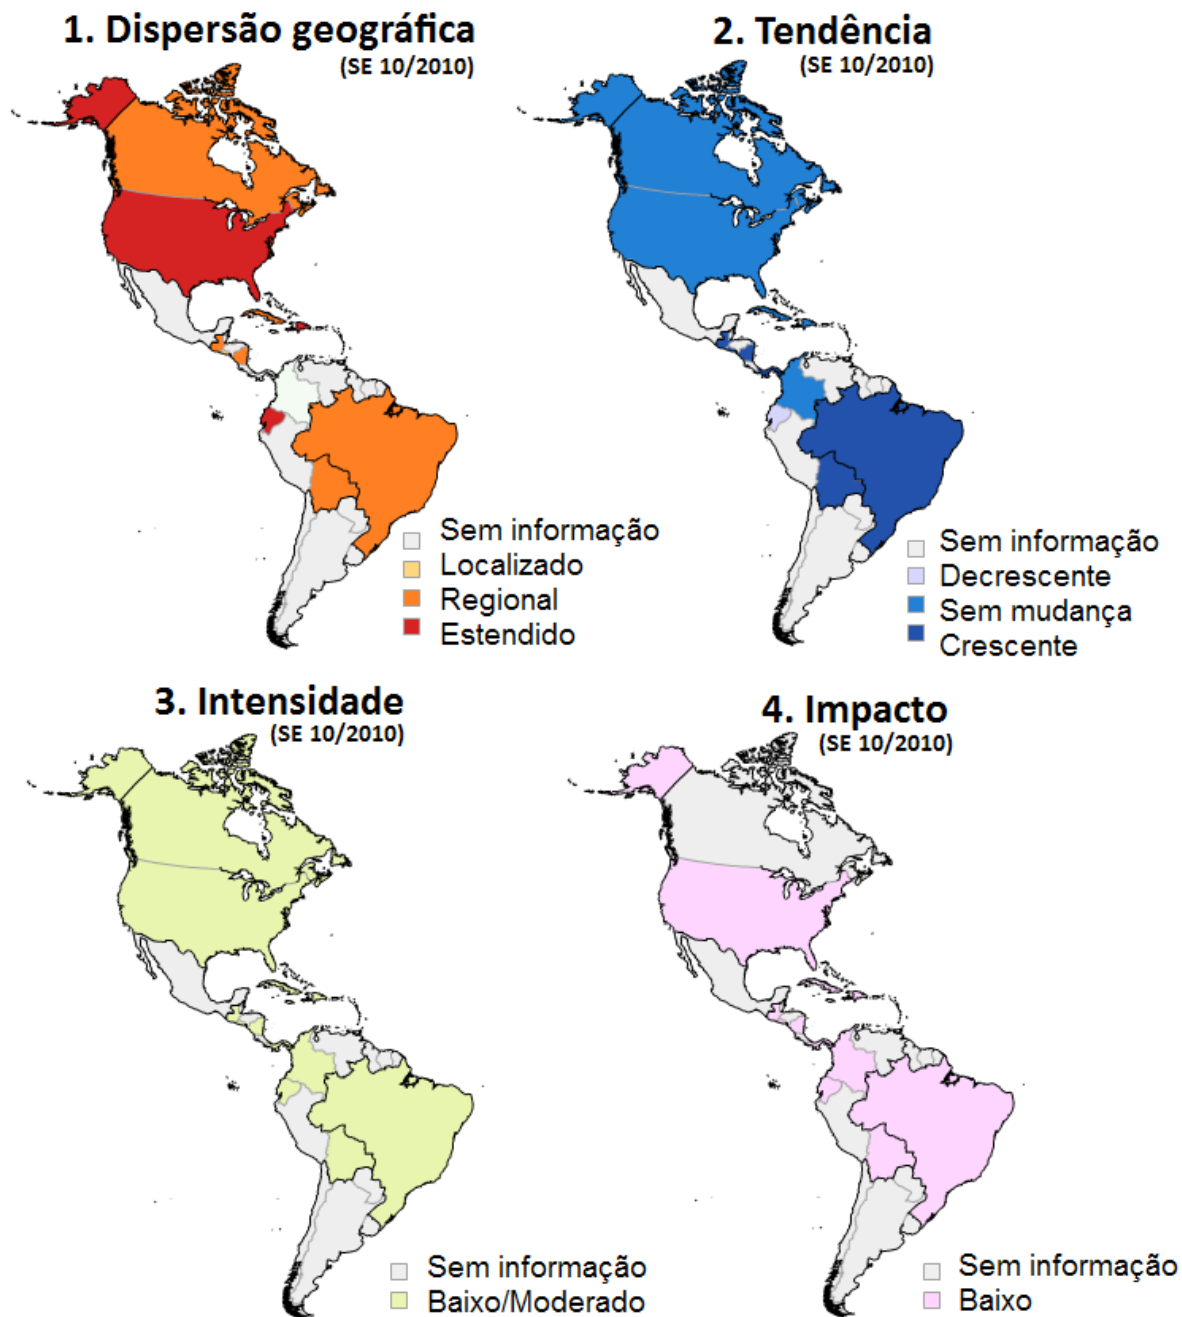 1. Dispersão geográfica
(SE 10/2010)
Sem informação
Localizado
Regional
Estendido
2. Tendência
(SE 10/2010)
Sem informação
Decrescente
Sem mudança
Crescente
3. Intensidade
(SE 10/2010)
Sem informação
Baixo/Moderado
4. Impacto
(SE 10/2010)
Sem informação
Baixo